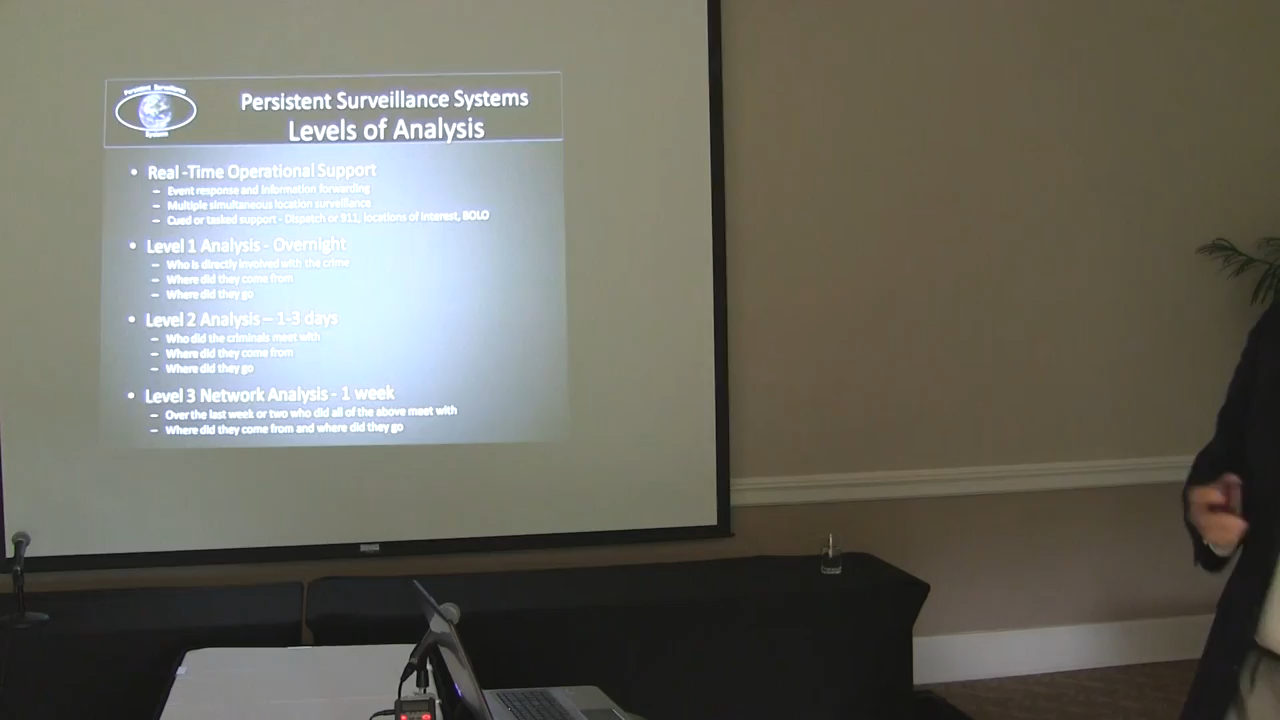 Persistent Surveillance
Systems
Persistent Surveillance Systems
Levels of Analysis
• Real -Time Operational Support
– Event response and information forwarding
– Multiple simultaneous location surveillance
– Cued or tasked support - Dispatch or 911, locations of interest, BOLO
• Level 1 Analysis - Overnight
– Who is directly involved with the crime
– Where did they come from
– Where did they go
• Level 2 Analysis – 1-3 days
– Who did the criminals meet with
– Where did they come from
– Where did they go
• Level 3 Network Analysis - 1 week
– Over the last week or two who did all of the above meet with
– Where did they come from and where did they go